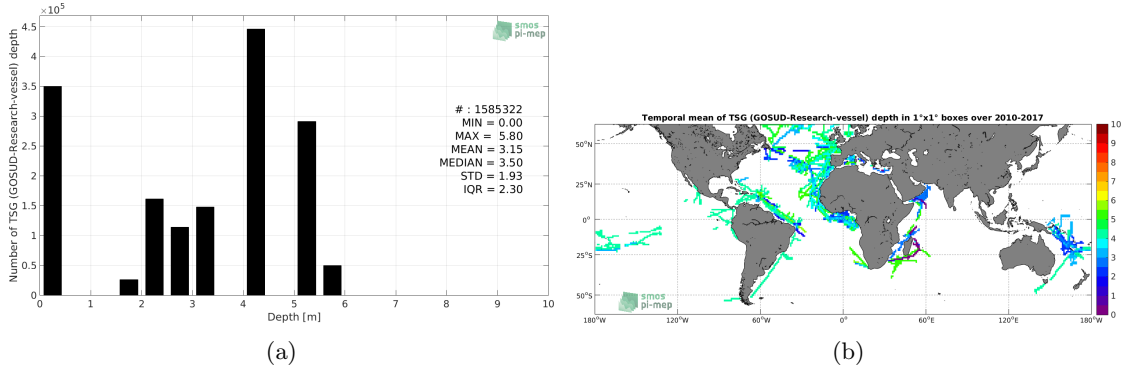 ×10⁵
4.5
4
3.5
3
2.5
2
1.5
1
0.5
0
Number of TSG (GOSUD-Research-vessel) depth
0 1 2 3 4 5 6 7 8 9 10
Depth [m]
smos
pi-mep
# : 1585322
MIN = 0.00
MAX = 5.80
MEAN = 3.15
MEDIAN = 3.50
STD = 1.93
IQR = 2.30
(a)
Temporal mean of TSG (GOSUD-Research-vessel) depth in 1°x1° boxes over 2010-2017
50°N
25°N
0°
25°S
50°S
180°W 120°W 60°W 0° 60°E 120°E 180°E
smos
pi-mep
10
9
8
7
6
5
4
3
2
1
0
(b)